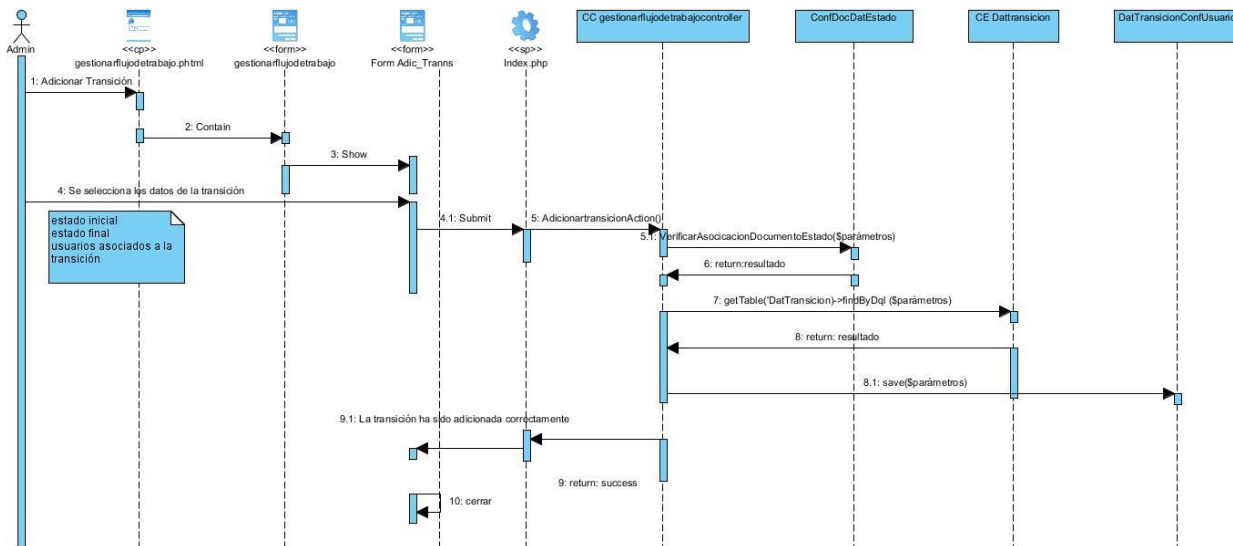 CC gestionarflujodetrabajocontroller
ConfDocDatEstado
CE Dattransicion
DatTransicionConfUsuario
Admin
<<cp>>
gestionarflujodetrabajo.phtml
<<form>>
gestionarflujodetrabajo
<<form>>
Form Adic_Tranns
<<sp>>
Index.php
1: Adicionar Transición
2: Contain
3: Show
4: Se selecciona los datos de la transición
estado inicial
estado final
usuarios asociados a la
transición
4.1: Submit
5: AdicionartransicionAction()
5.1: VerificarAsocicacionDocumentoEstado($parámetros)
6: return:resultado
7: getTable('DatTransicion)->findByDql ($parámetros)
8: return: resultado
8.1: save($parámetros)
9.1: La transición ha sido adicionada correctamente
9: return: success
10: cerrar